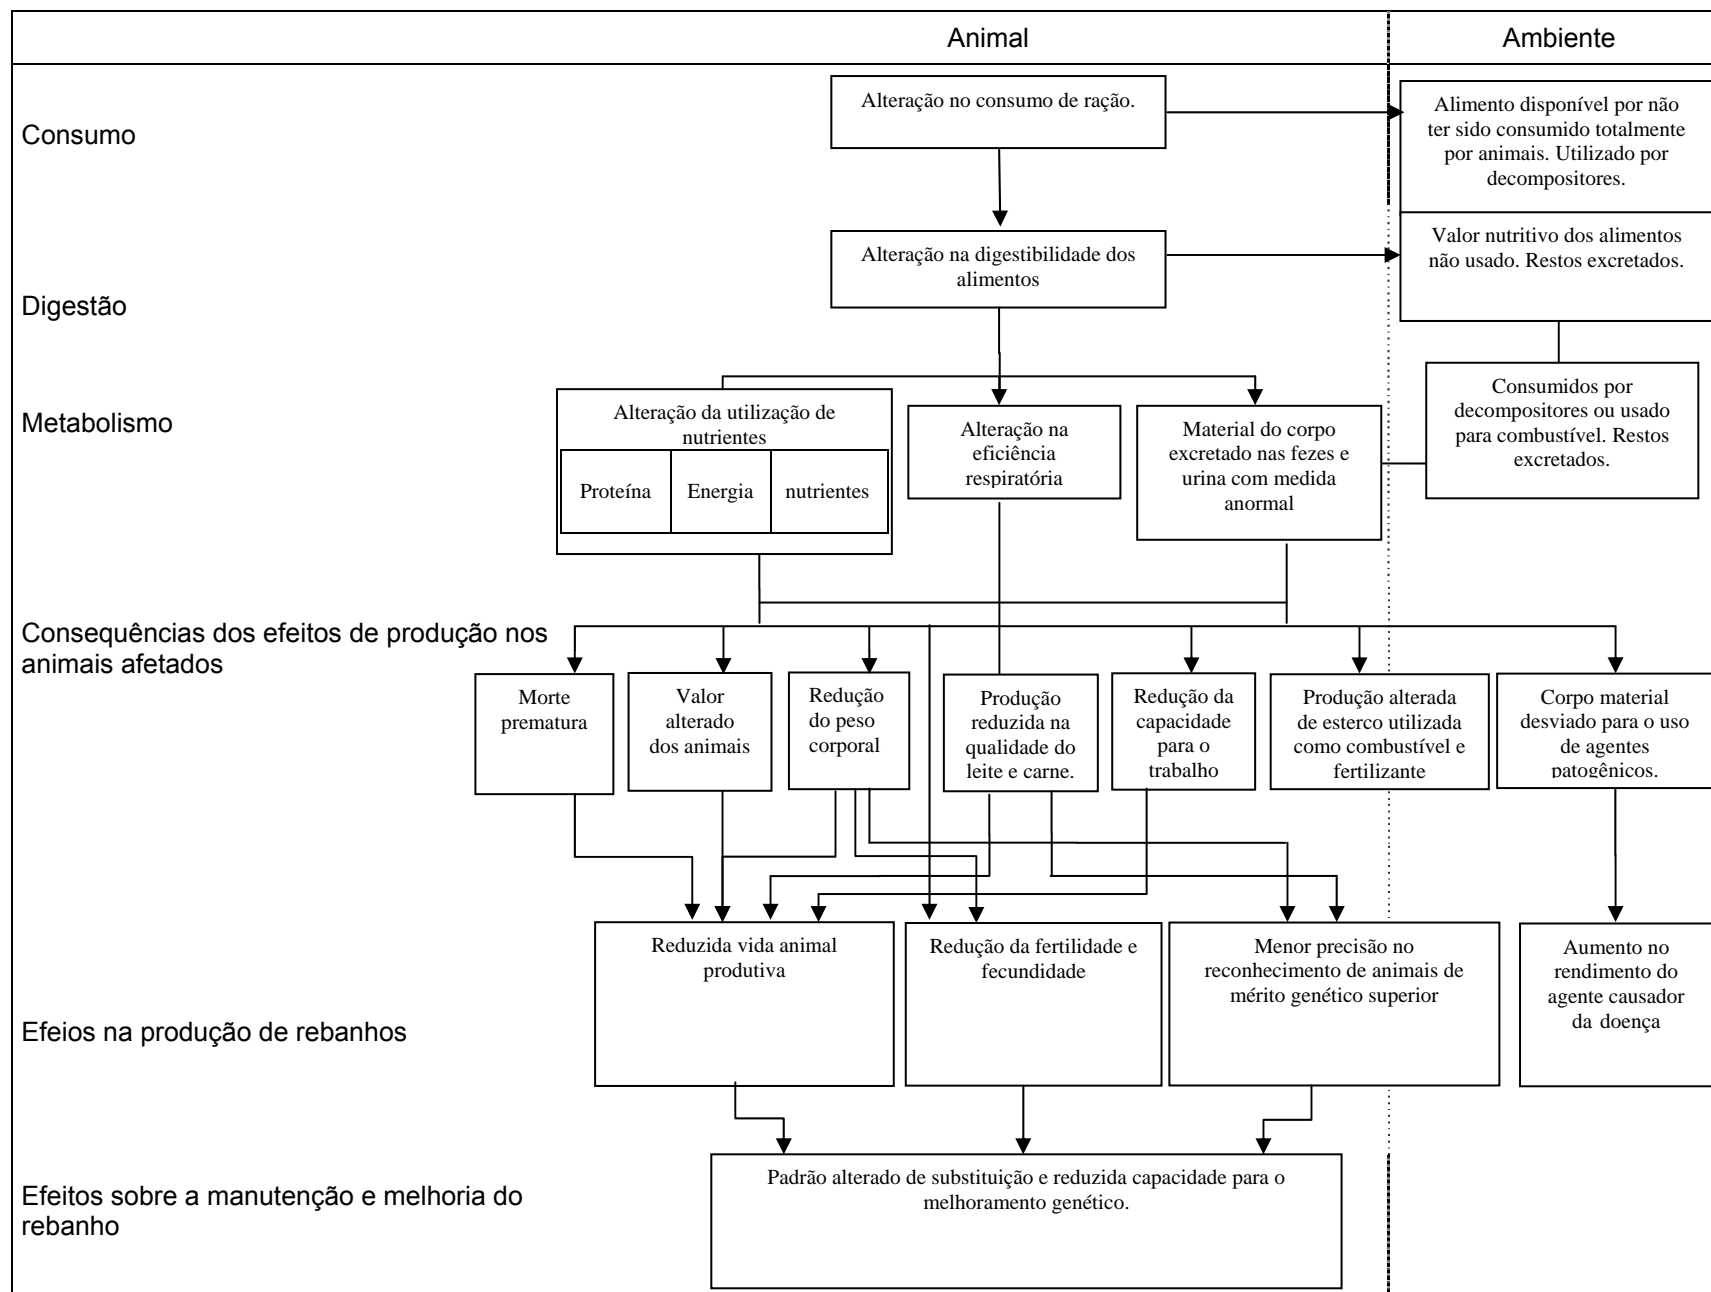 Animal
Ambiente
Consumo
Alteração no consumo de ração.
Alimento disponível por não
ter sido consumido totalmente
por animais. Utilizado por
decompositores.
Digestão
Alteração na digestibilidade dos
alimentos
Valor nutritivo dos alimentos
não usado. Restos excretados.
Metabolismo
Alteração da utilização de
nutrientes
Proteína
Energia
nutrientes
Alteração na
eficiência
respiratória
Material do corpo
excretado nas fezes e
urina com medida
anormal
Consumidos por
decompositores ou usado
para combustível. Restos
excretados.
Consequências dos efeitos de produção nos
animais afetados
Morte
prematura
Valor
alterado
dos animais
Redução
do peso
corporal
Produção
reduzida na
qualidade do
leite e carne.
Redução da
capacidade
para o
trabalho
Produção alterada
de esterco utilizada
como combustível e
fertilizante
Corpo material
desviado para o uso
de agentes
patogênicos.
Efeios na produção de rebanhos
Reduzida vida animal
produtiva
Redução da fertilidade e
fecundidade
Menor precisão no
reconhecimento de animais de
mérito genético superior
Aumento no
rendimento do
agente causador
da doença
Efeitos sobre a manutenção e melhoria do
rebanho
Padrão alterado de substituição e reduzida capacidade para o
melhoramento genético.